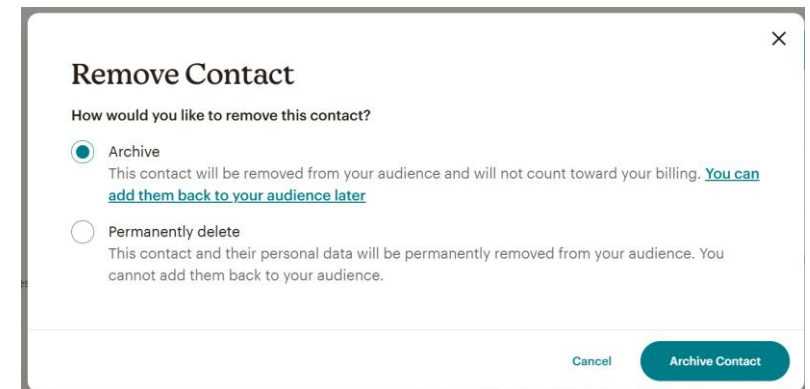 Remove Contact
How would you like to remove this contact?
Archive
This contact will be removed from your audience and will not count toward your billing. You can
add them back to your audience later
Permanently delete
This contact and their personal data will be permanently removed from your audience. You
cannot add them back to your audience.
Cancel
Archive Contact